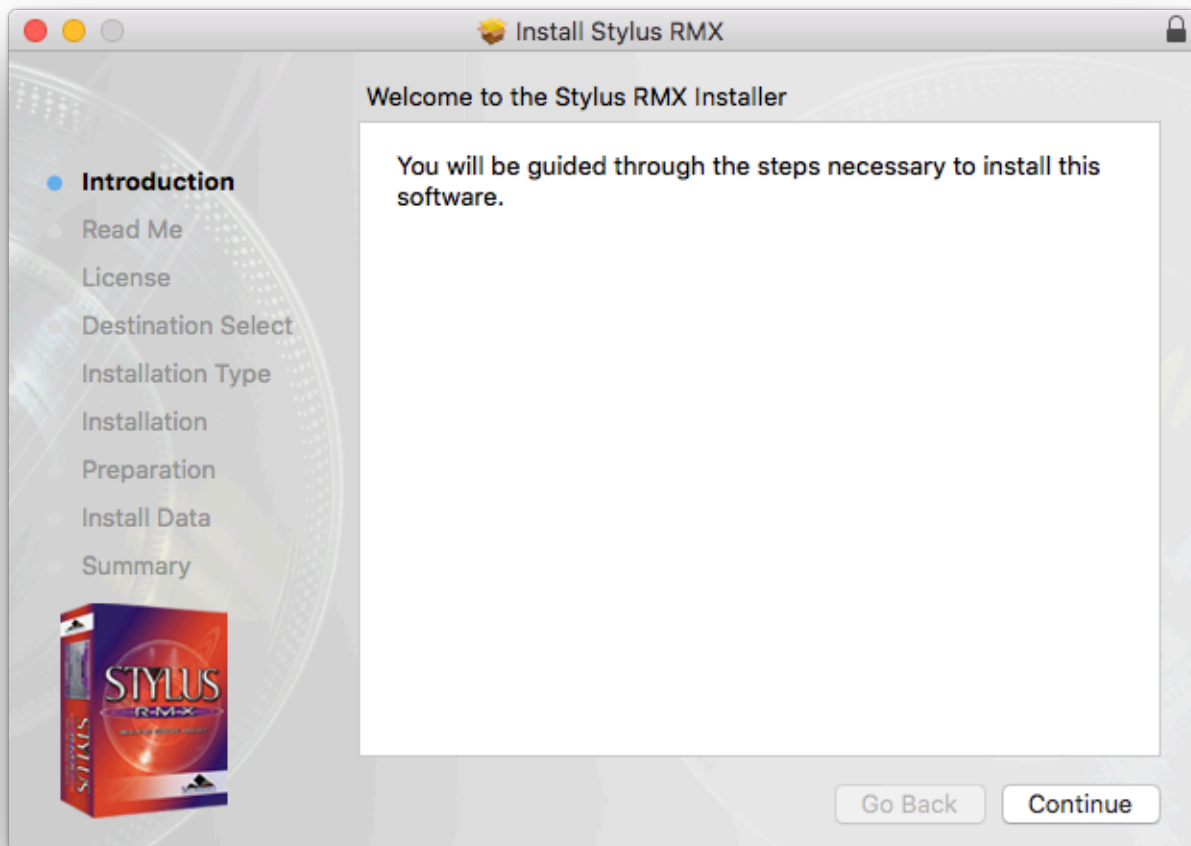 Install Stylus RMX
Welcome to the Stylus RMX Installer
You will be guided through the steps necessary to install this
software.
Introduction
Read Me
License
Destination Select
Installation Type
Installation
Preparation
Install Data
Summary
STYLUS
R·M·X
STYLUS
Go Back
Continue